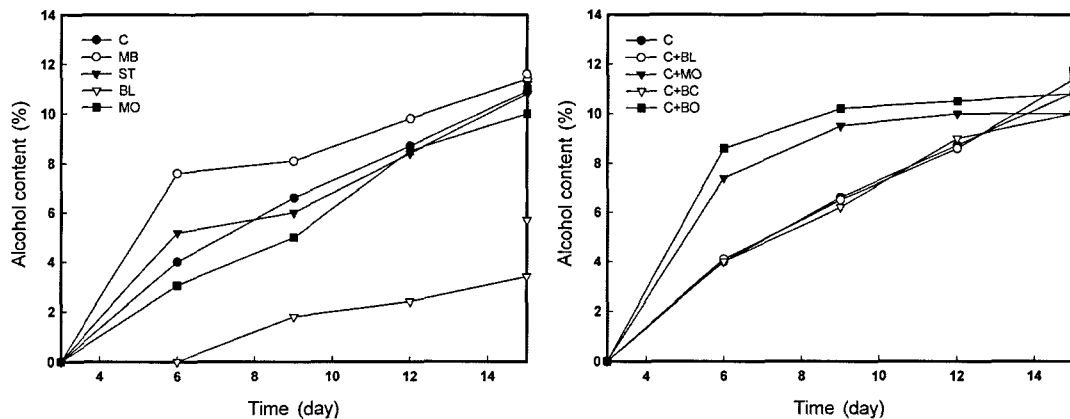 14
12
10
8
6
4
2
0
Alcohol content (%)
C
MB
ST
BL
MO
4 6 8 10 12 14
Time (day)
14
12
10
8
6
4
2
0
Alcohol content (%)
C
C+BL
C+MO
C+BC
C+BO
4 6 8 10 12 14
Time (day)